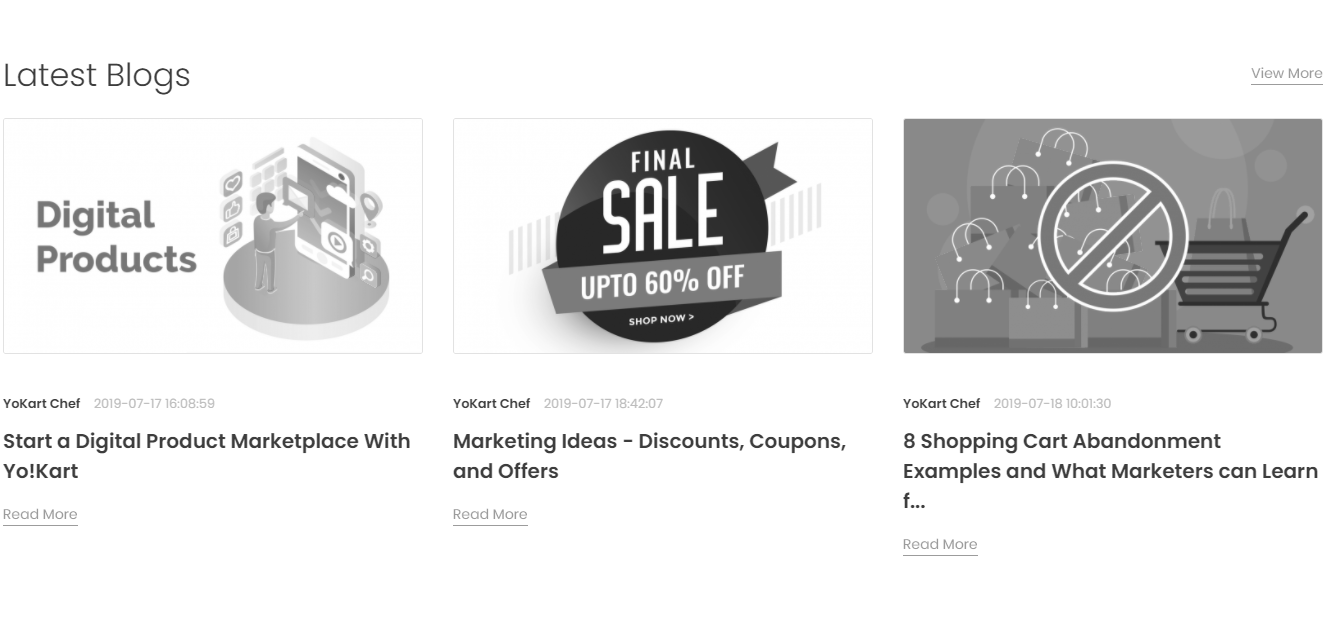 Latest Blogs
View More
Digital
Products
FINAL
SALE
UPTO 60% OFF
SHOP NOW >
YoKart Chef 2019-07-17 16:08:59
Start a Digital Product Marketplace With
Yo!Kart
Read More
YoKart Chef 2019-07-17 18:42:07
Marketing Ideas - Discounts, Coupons,
and Offers
Read More
YoKart Chef 2019-07-18 10:01:30
8 Shopping Cart Abandonment
Examples and What Marketers can Learn
f...
Read More